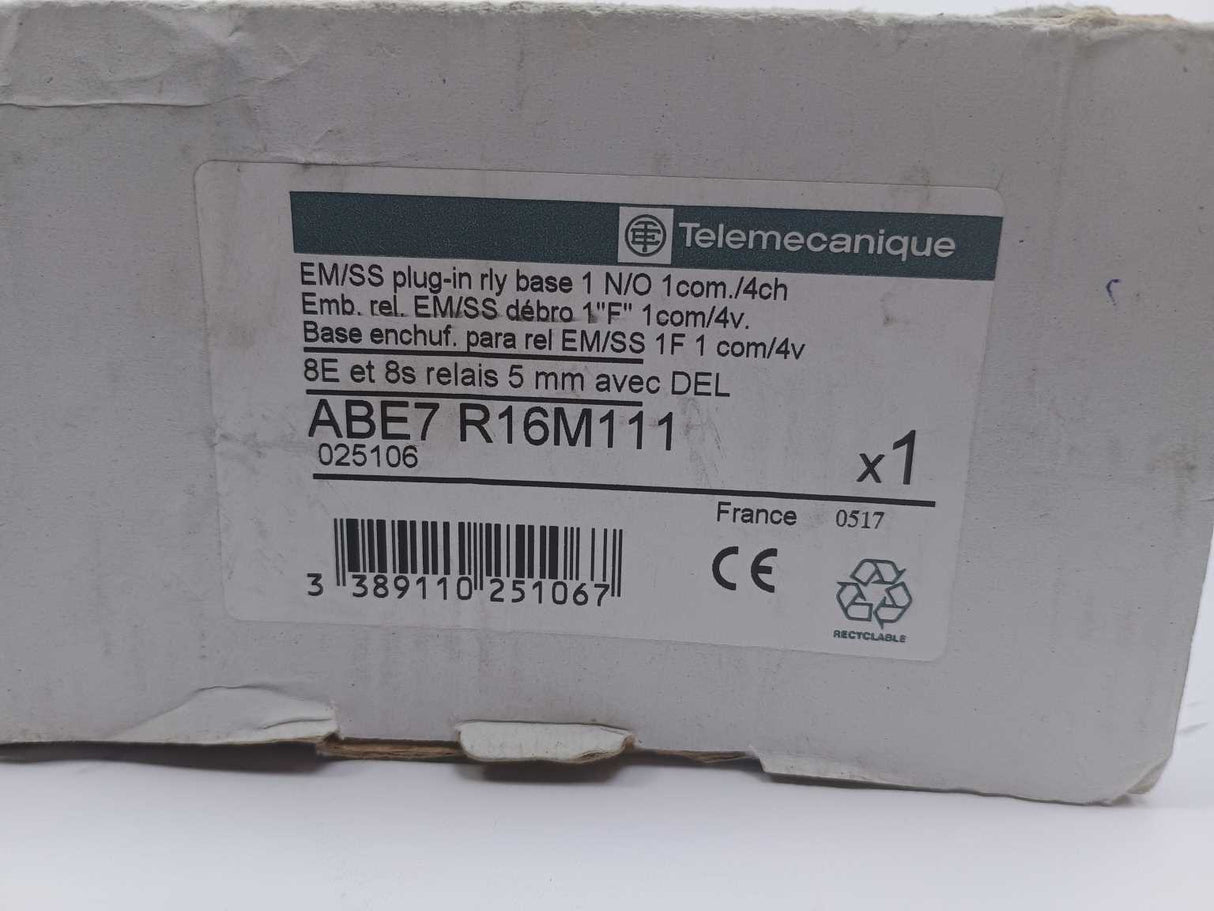 Telemecanique
EM/SS plug-in rly base 1 N/O 1com./4ch
Emb. rel. EM/SS débro 1"F" 1com/4v.
Base enchuf. para rel EM/SS 1F 1 com/4v
8E et 8s relais 5 mm avec DEL
ABE7 R16M111
025106
x1
France 0517
3 389110 251067
CE
RECYCLABLE